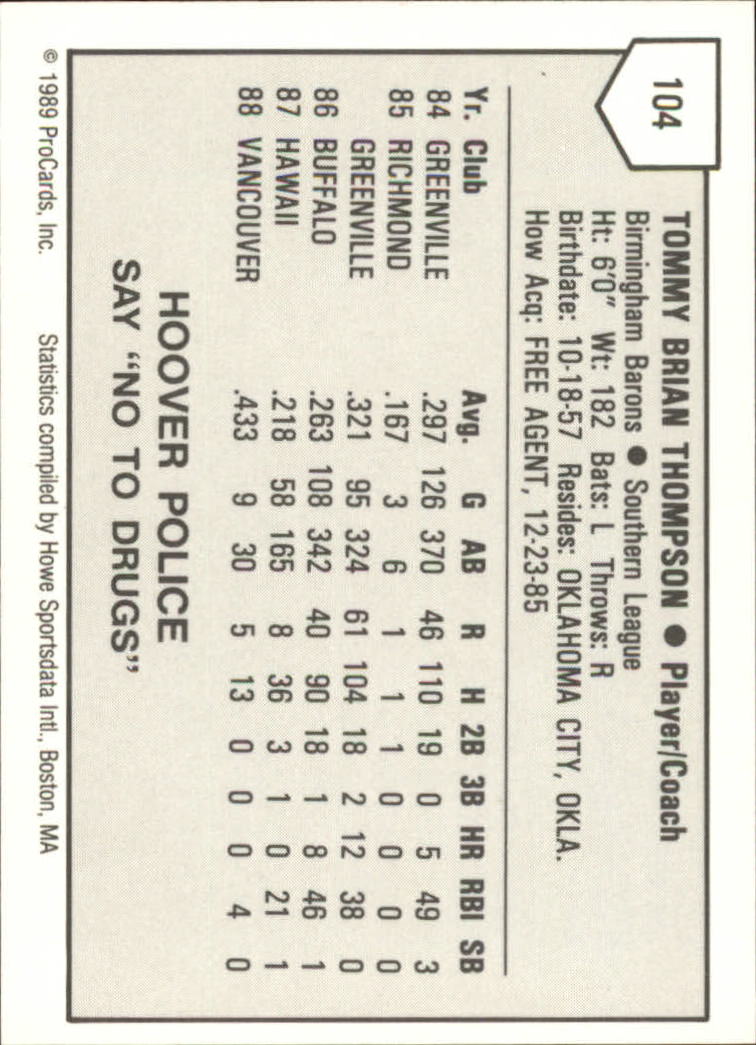 104
TOMMY BRIAN THOMPSON ● Player/Coach
Birmingham Barons ● Southern League
Ht: 6'0" Wt: 182 Bats: L Throws: R
Birthdate: 10-18-57 Resides: OKLAHOMA CITY, OKLA.
How Acq: FREE AGENT, 12-23-85
Yr. Club Avg. G AB R H 2B 3B HR RBI SB
84 GREENVILLE .297 126 370 46 110 19 0 5 49 3
85 RICHMOND .167 3 6 1 1 1 0 0 0 0
GREENVILLE .321 95 324 61 104 18 2 12 38 0
86 BUFFALO .263 108 342 40 90 18 1 8 46 1
87 HAWAII .218 58 165 8 36 3 1 0 21 1
88 VANCOUVER .433 9 30 5 13 0 0 0 4 0
HOOVER POLICE
SAY "NO TO DRUGS"
© 1989 ProCards, Inc. Statistics compiled by Howe Sportsdata Intl., Boston, MA